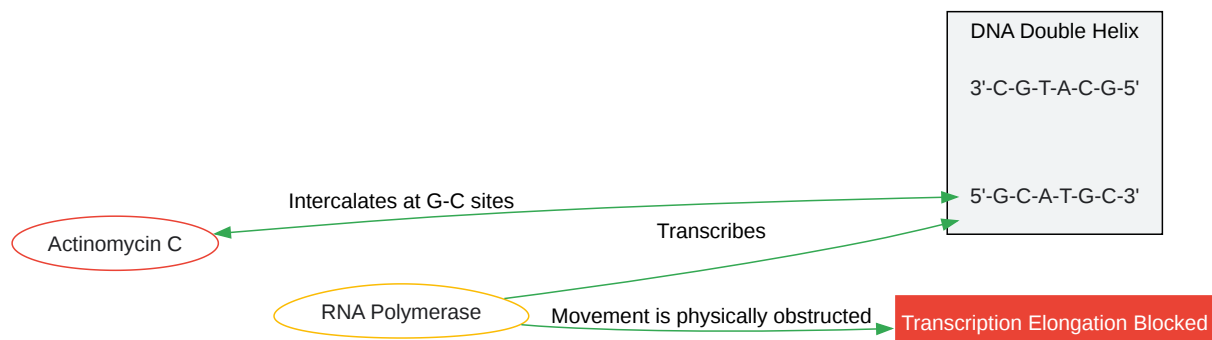 DNA Double Helix
3'-C-G-T-A-C-G-5'
5'-G-C-A-T-G-C-3'
Intercalates at G-C sites
Transcribes
Actinomycin C
RNA Polymerase
Movement is physically obstructed
Transcription Elongation Blocked